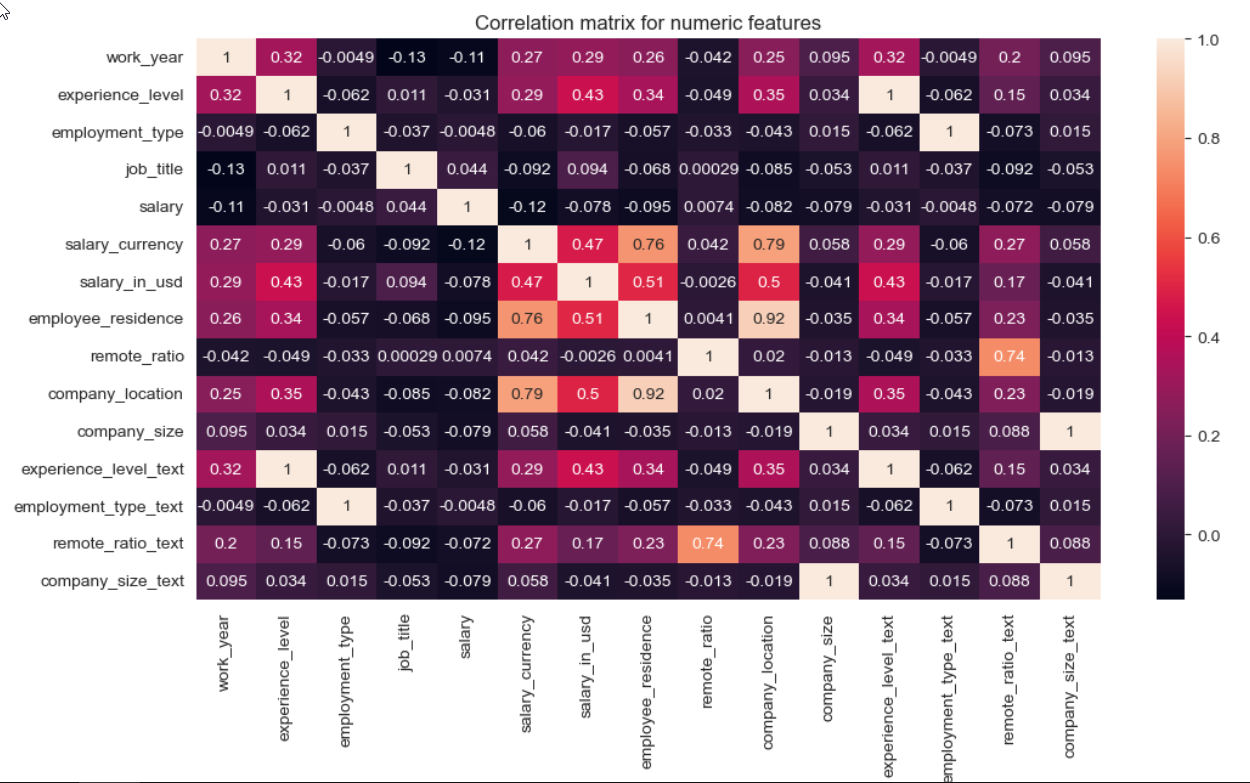 Correlation matrix for numeric features
work_year 1 0.32 -0.0049 -0.13 -0.11 0.27 0.29 0.26 -0.042 0.25 0.095 0.32 -0.0049 0.2 0.095
experience_level 0.32 1 -0.062 0.011 -0.031 0.29 0.43 0.34 -0.049 0.35 0.034 1 -0.062 0.15 0.034
employment_type -0.0049 -0.062 1 -0.037 -0.0048 -0.06 -0.017 -0.057 -0.033 -0.043 0.015 -0.062 1 -0.073 0.015
job_title -0.13 0.011 -0.037 1 0.044 -0.092 0.094 -0.068 0.00029 -0.085 -0.053 0.011 -0.037 -0.092 -0.053
salary -0.11 -0.031 -0.0048 0.044 1 -0.12 -0.078 -0.095 0.0074 -0.082 -0.079 -0.031 -0.0048 -0.072 -0.079
salary_currency 0.27 0.29 -0.06 -0.092 -0.12 1 0.47 0.76 0.042 0.79 0.058 0.29 -0.06 0.27 0.058
salary_in_usd 0.29 0.43 -0.017 0.094 -0.078 0.47 1 0.51 -0.0026 0.5 -0.041 0.43 -0.017 0.17 -0.041
employee_residence 0.26 0.34 -0.057 -0.068 -0.095 0.76 0.51 1 0.0041 0.92 -0.035 0.34 -0.057 0.23 -0.035
remote_ratio -0.042 -0.049 -0.033 0.00029 0.0074 0.042 -0.0026 0.0041 1 0.02 -0.013 -0.049 -0.033 0.74 -0.013
company_location 0.25 0.35 -0.043 -0.085 -0.082 0.79 0.5 0.92 0.02 1 -0.019 0.35 -0.043 0.23 -0.019
company_size 0.095 0.034 0.015 -0.053 -0.079 0.058 -0.041 -0.035 -0.013 -0.019 1 0.034 0.015 0.088 1
experience_level_text 0.32 1 -0.062 0.011 -0.031 0.29 0.43 0.34 -0.049 0.35 0.034 1 -0.062 0.15 0.034
employment_type_text -0.0049 -0.062 1 -0.037 -0.0048 -0.06 -0.017 -0.057 -0.033 -0.043 0.015 -0.062 1 -0.073 0.015
remote_ratio_text 0.2 0.15 -0.073 -0.092 -0.072 0.27 0.17 0.23 0.74 0.23 0.088 0.15 -0.073 1 0.088
company_size_text 0.095 0.034 0.015 -0.053 -0.079 0.058 -0.041 -0.035 -0.013 -0.019 1 0.034 0.015 0.088 1
work_year
experience_level
employment_type
job_title
salary
salary_currency
salary_in_usd
employee_residence
remote_ratio
company_location
company_size
experience_level_text
employment_type_text
remote_ratio_text
company_size_text
1.0
0.8
0.6
0.4
0.2
0.0